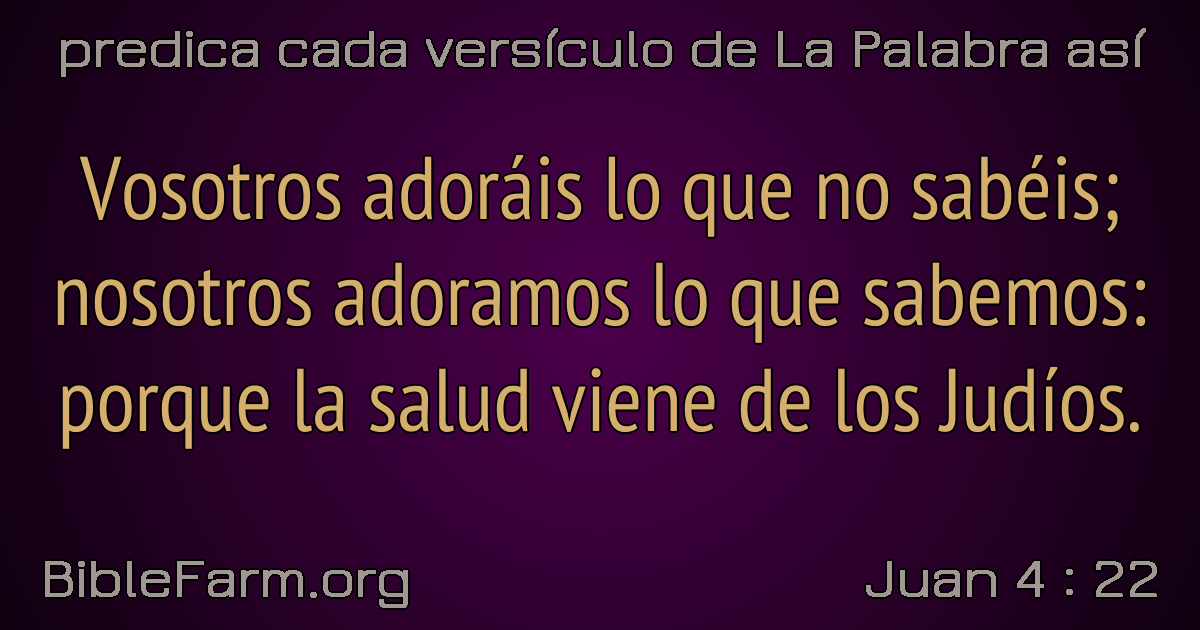 predica cada versículo de La Palabra así
Vosotros adoráis lo que no sabéis;
nosotros adoramos lo que sabemos:
porque la salud viene de los Judíos.
BibleFarm.org
Juan 4 : 22